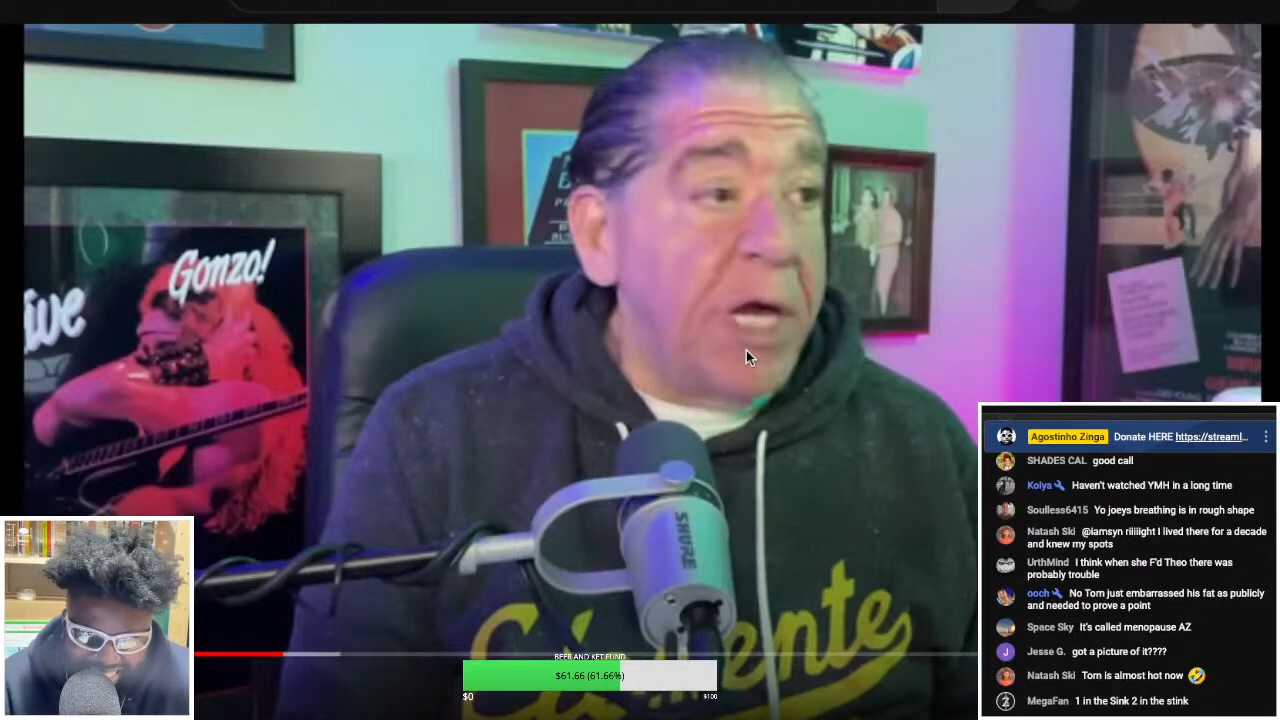 Gonzo!
ive
SHURE
BEER AND KET FUND
$61.66 (61.66%)
$0
$100
Agostinho Zinga Donate HERE https://streaml...
SHADES CAL good call
Kolya Haven't watched YMH in a long time
Soulless6415 Yo joeys breathing is in rough shape
Natash Ski @iamsyn riiiiight I lived there for a decade
and knew my spots
UrthMind I think when she F'd Theo there was
probably trouble
ooch No Tom just embarrassed his fat as publicly
and needed to prove a point
Space Sky It's called menopause AZ
Jesse G. got a picture of it????
Natash Ski Tom is almost hot now 🤣
MegaFan 1 in the Sink 2 in the stink